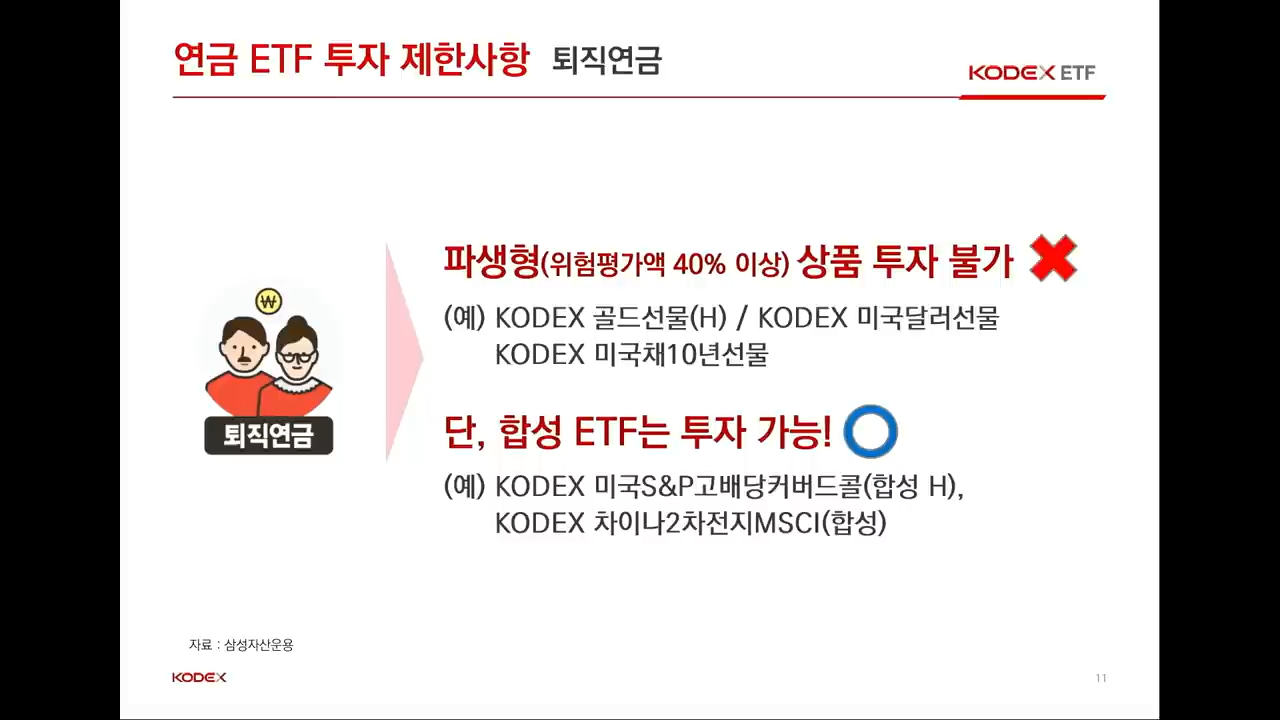 연금 ETF 투자 제한사항 퇴직연금
KODEX ETF
파생형(위험평가액 40% 이상) 상품 투자 불가
(예) KODEX 골드선물(H) / KODEX 미국달러선물
KODEX 미국채10년선물
₩
퇴직연금
단, 합성 ETF는 투자 가능!
(예) KODEX 미국S&P고배당커버드콜(합성 H),
KODEX 차이나2차전지MSCI(합성)
자료 : 삼성자산운용
KODEX
11